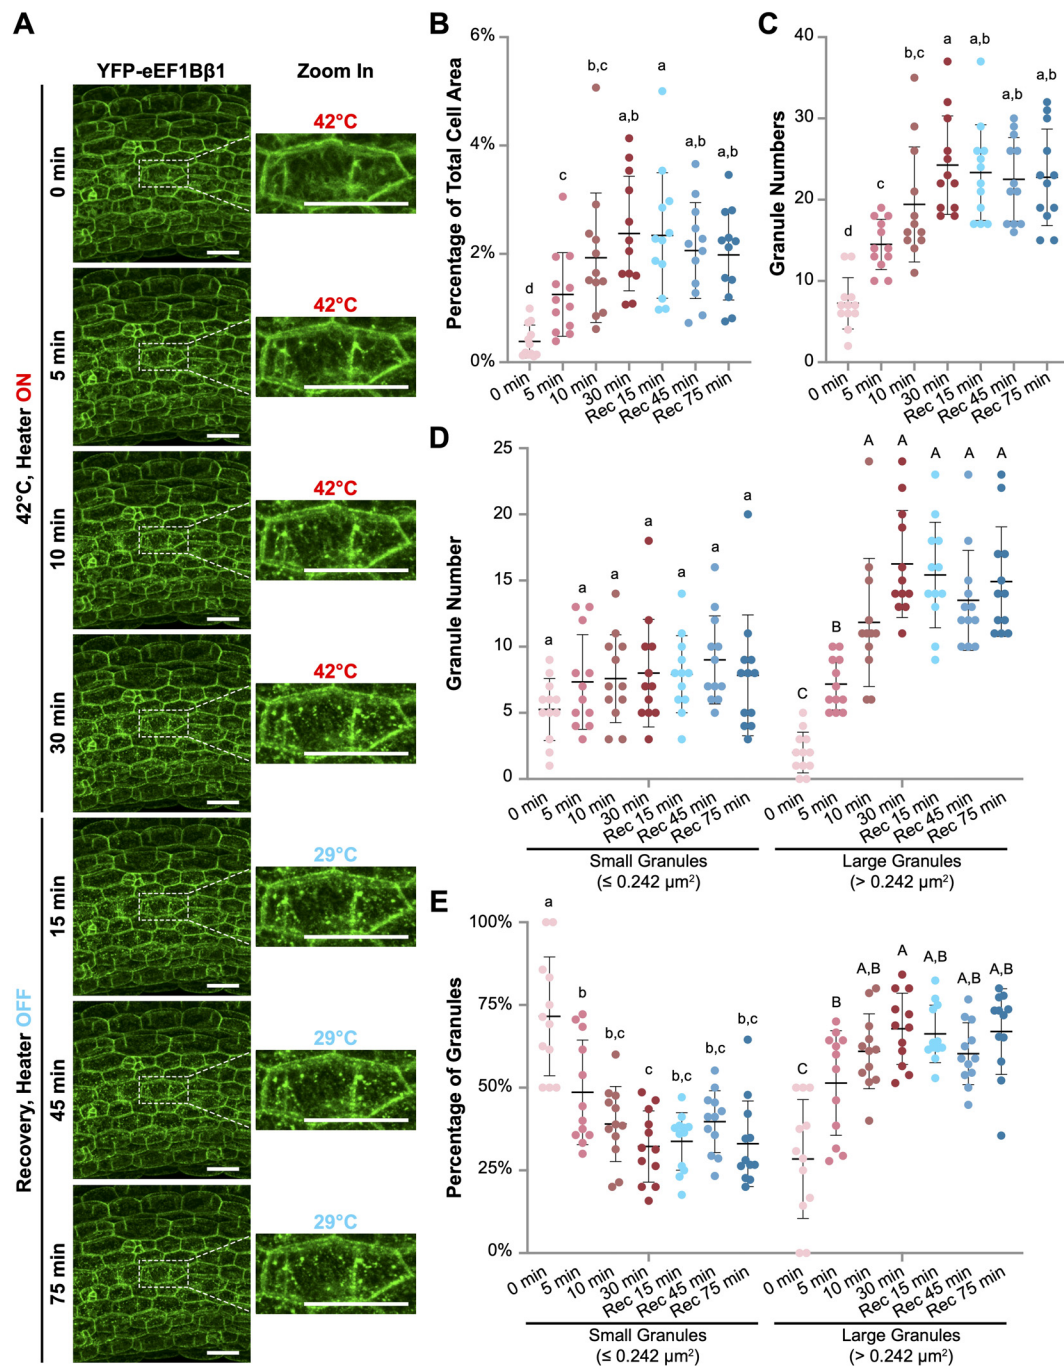 A
YFP-eEF1Bβ1
Zoom In
42°C, Heater ON
0 min
42°C
5 min
42°C
10 min
42°C
30 min
42°C
Recovery, Heater OFF
15 min
29°C
45 min
29°C
75 min
29°C
B
Percentage of Total Cell Area
6%
4%
2%
0%
d
c
b,c
a,b
a
a,b
a,b
0 min
5 min
10 min
30 min
Rec 15 min
Rec 45 min
Rec 75 min
C
Granule Numbers
40
30
20
10
0
d
c
b,c
a
a,b
a,b
a,b
0 min
5 min
10 min
30 min
Rec 15 min
Rec 45 min
Rec 75 min
D
Granule Number
25
20
15
10
5
0
a
a
a
a
a
a
a
C
B
A
A
A
A
A
0 min
5 min
10 min
30 min
Rec 15 min
Rec 45 min
Rec 75 min
0 min
5 min
10 min
30 min
Rec 15 min
Rec 45 min
Rec 75 min
Small Granules
(≤ 0.242 µm²)
Large Granules
(> 0.242 µm²)
E
Percentage of Granules
100%
75%
50%
25%
0%
a
b
b,c
c
b,c
b,c
b,c
C
B
A,B
A
A,B
A,B
A,B
0 min
5 min
10 min
30 min
Rec 15 min
Rec 45 min
Rec 75 min
0 min
5 min
10 min
30 min
Rec 15 min
Rec 45 min
Rec 75 min
Small Granules
(≤ 0.242 µm²)
Large Granules
(> 0.242 µm²)